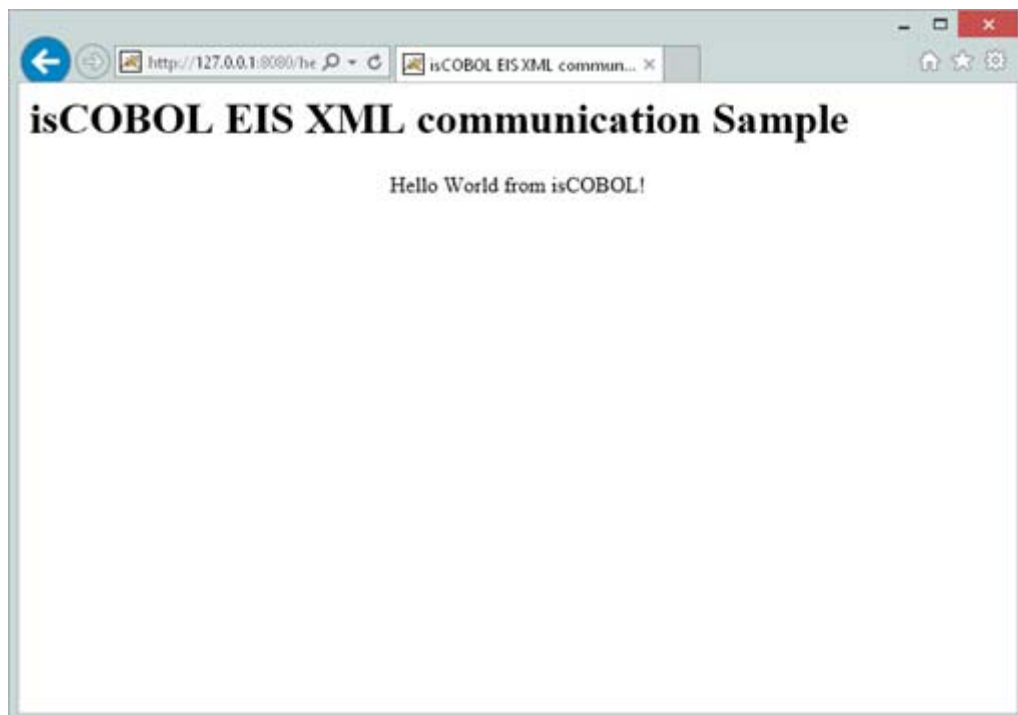 http://127.0.0.1:8080/he
isCOBOL EIS XML commun...
isCOBOL EIS XML communication Sample
Hello World from isCOBOL!